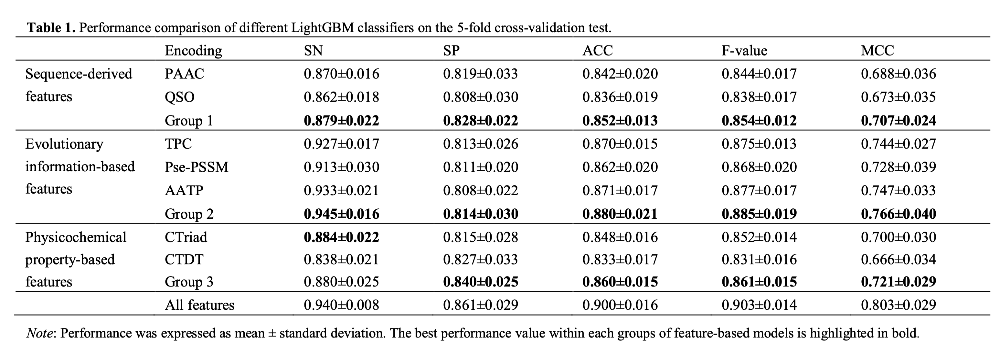 Table 1. Performance comparison of different LightGBM classifiers on the 5-fold cross-validation test.
Encoding SN SP ACC F-value MCC
Sequence-derived PAAC 0.870±0.016 0.819±0.033 0.842±0.020 0.844±0.017 0.688±0.036
features QSO 0.862±0.018 0.808±0.030 0.836±0.019 0.838±0.017 0.673±0.035
Group 1 0.879±0.022 0.828±0.022 0.852±0.013 0.854±0.012 0.707±0.024
Evolutionary TPC 0.927±0.017 0.813±0.026 0.870±0.015 0.875±0.013 0.744±0.027
information-based Pse-PSSM 0.913±0.030 0.811±0.020 0.862±0.020 0.868±0.020 0.728±0.039
features AATP 0.933±0.021 0.808±0.022 0.871±0.017 0.877±0.017 0.747±0.033
Group 2 0.945±0.016 0.814±0.030 0.880±0.021 0.885±0.019 0.766±0.040
Physicochemical CTriad 0.884±0.022 0.815±0.028 0.848±0.016 0.852±0.014 0.700±0.030
property-based CTDT 0.838±0.021 0.827±0.033 0.833±0.017 0.831±0.016 0.666±0.034
features Group 3 0.880±0.025 0.840±0.025 0.860±0.015 0.861±0.015 0.721±0.029
All features 0.940±0.008 0.861±0.029 0.900±0.016 0.903±0.014 0.803±0.029
Note: Performance was expressed as mean ± standard deviation. The best performance value within each groups of feature-based models is highlighted in bold.